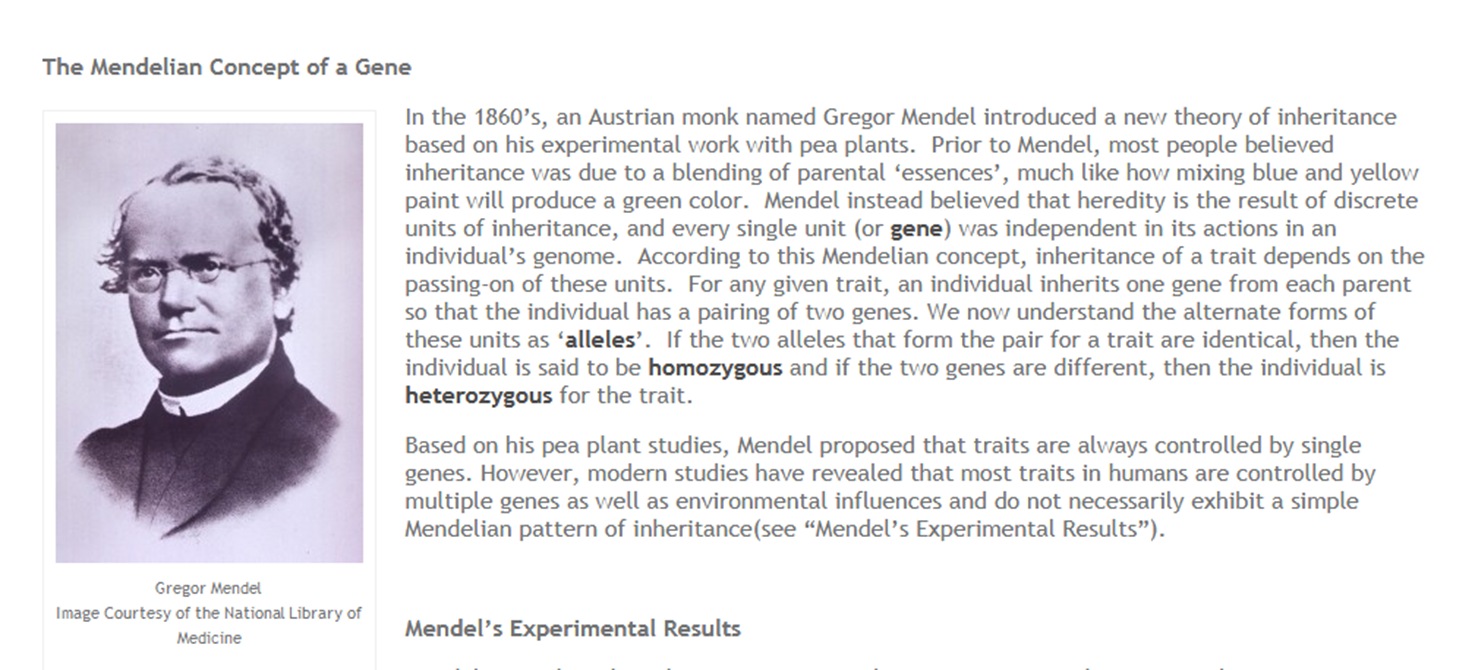 The Mendelian Concept of a Gene
In the 1860’s, an Austrian monk named Gregor Mendel introduced a new theory of inheritance
based on his experimental work with pea plants.  Prior to Mendel, most people believed
inheritance was due to a blending of parental ‘essences’, much like how mixing blue and yellow
paint will produce a green color.  Mendel instead believed that heredity is the result of discrete
units of inheritance, and every single unit (or gene) was independent in its actions in an
individual’s genome.  According to this Mendelian concept, inheritance of a trait depends on the
passing-on of these units.  For any given trait, an individual inherits one gene from each parent
so that the individual has a pairing of two genes. We now understand the alternate forms of
these units as ‘alleles’.  If the two alleles that form the pair for a trait are identical, then the
individual is said to be homozygous and if the two genes are different, then the individual is
heterozygous for the trait.
Based on his pea plant studies, Mendel proposed that traits are always controlled by single
genes. However, modern studies have revealed that most traits in humans are controlled by
multiple genes as well as environmental influences and do not necessarily exhibit a simple
Mendelian pattern of inheritance(see “Mendel’s Experimental Results”).
Gregor Mendel
Image Courtesy of the National Library of
Medicine
Mendel’s Experimental Results